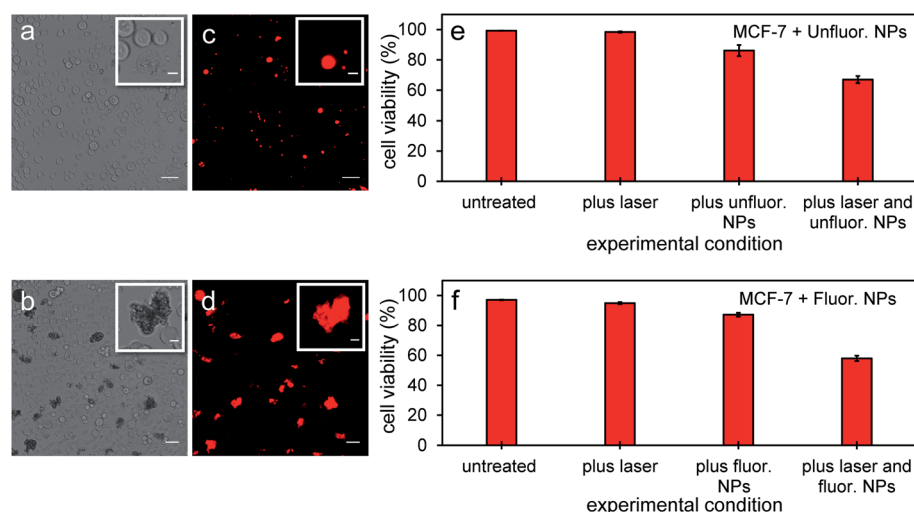 a
c
b
d
e
MCF-7 + Unfluor. NPs
cell viability (%)
100
80
60
40
20
0
untreated
plus laser
plus unfluor.
NPs
plus laser and
unfluor. NPs
experimental condition
f
MCF-7 + Fluor. NPs
cell viability (%)
100
80
60
40
20
0
untreated
plus laser
plus fluor.
NPs
plus laser and
fluor. NPs
experimental condition